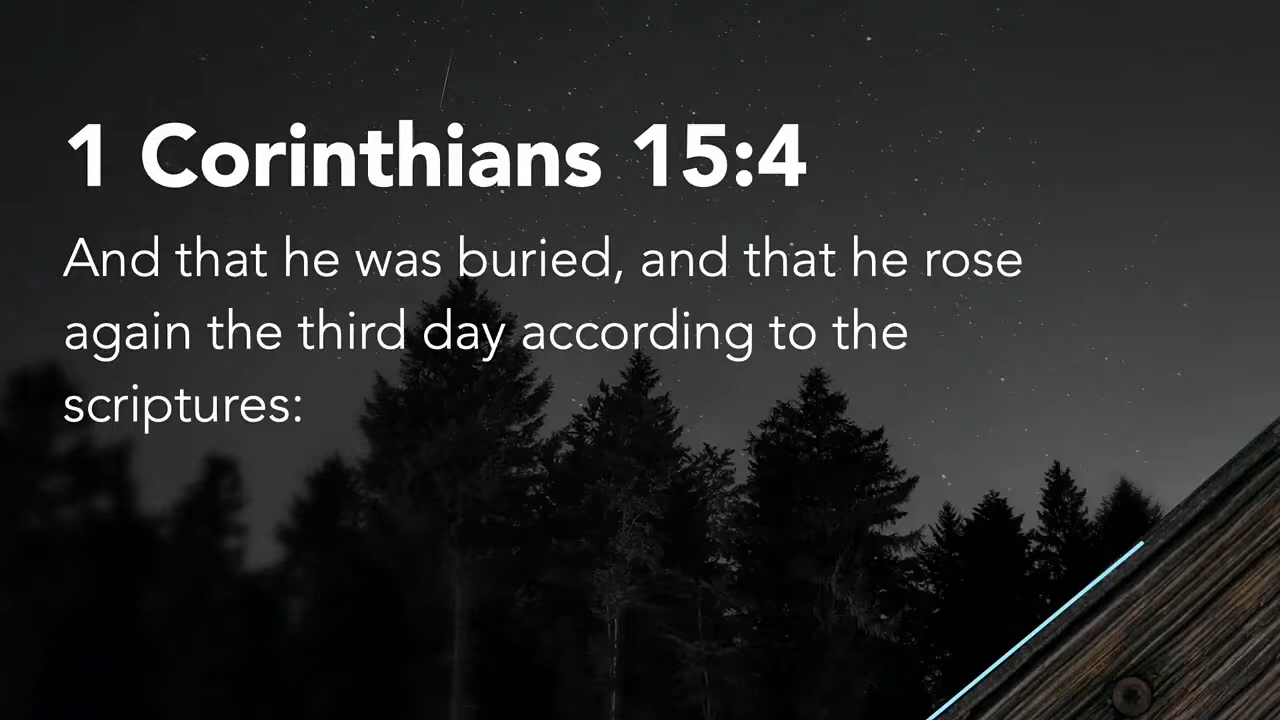 1 Corinthians 15:4
And that he was buried, and that he rose
again the third day according to the
scriptures: